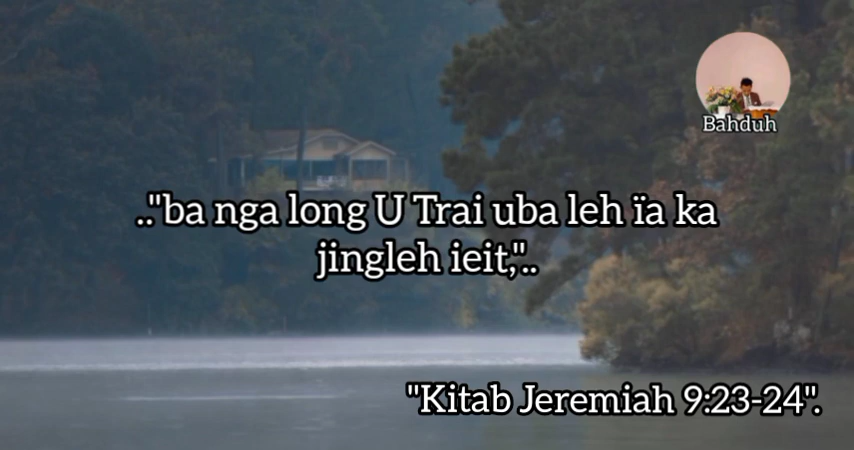 Bahduh
.."ba nga long U Trai uba leh ïa ka
jingleh ieit,"..
"Kitab Jeremiah 9:23-24".